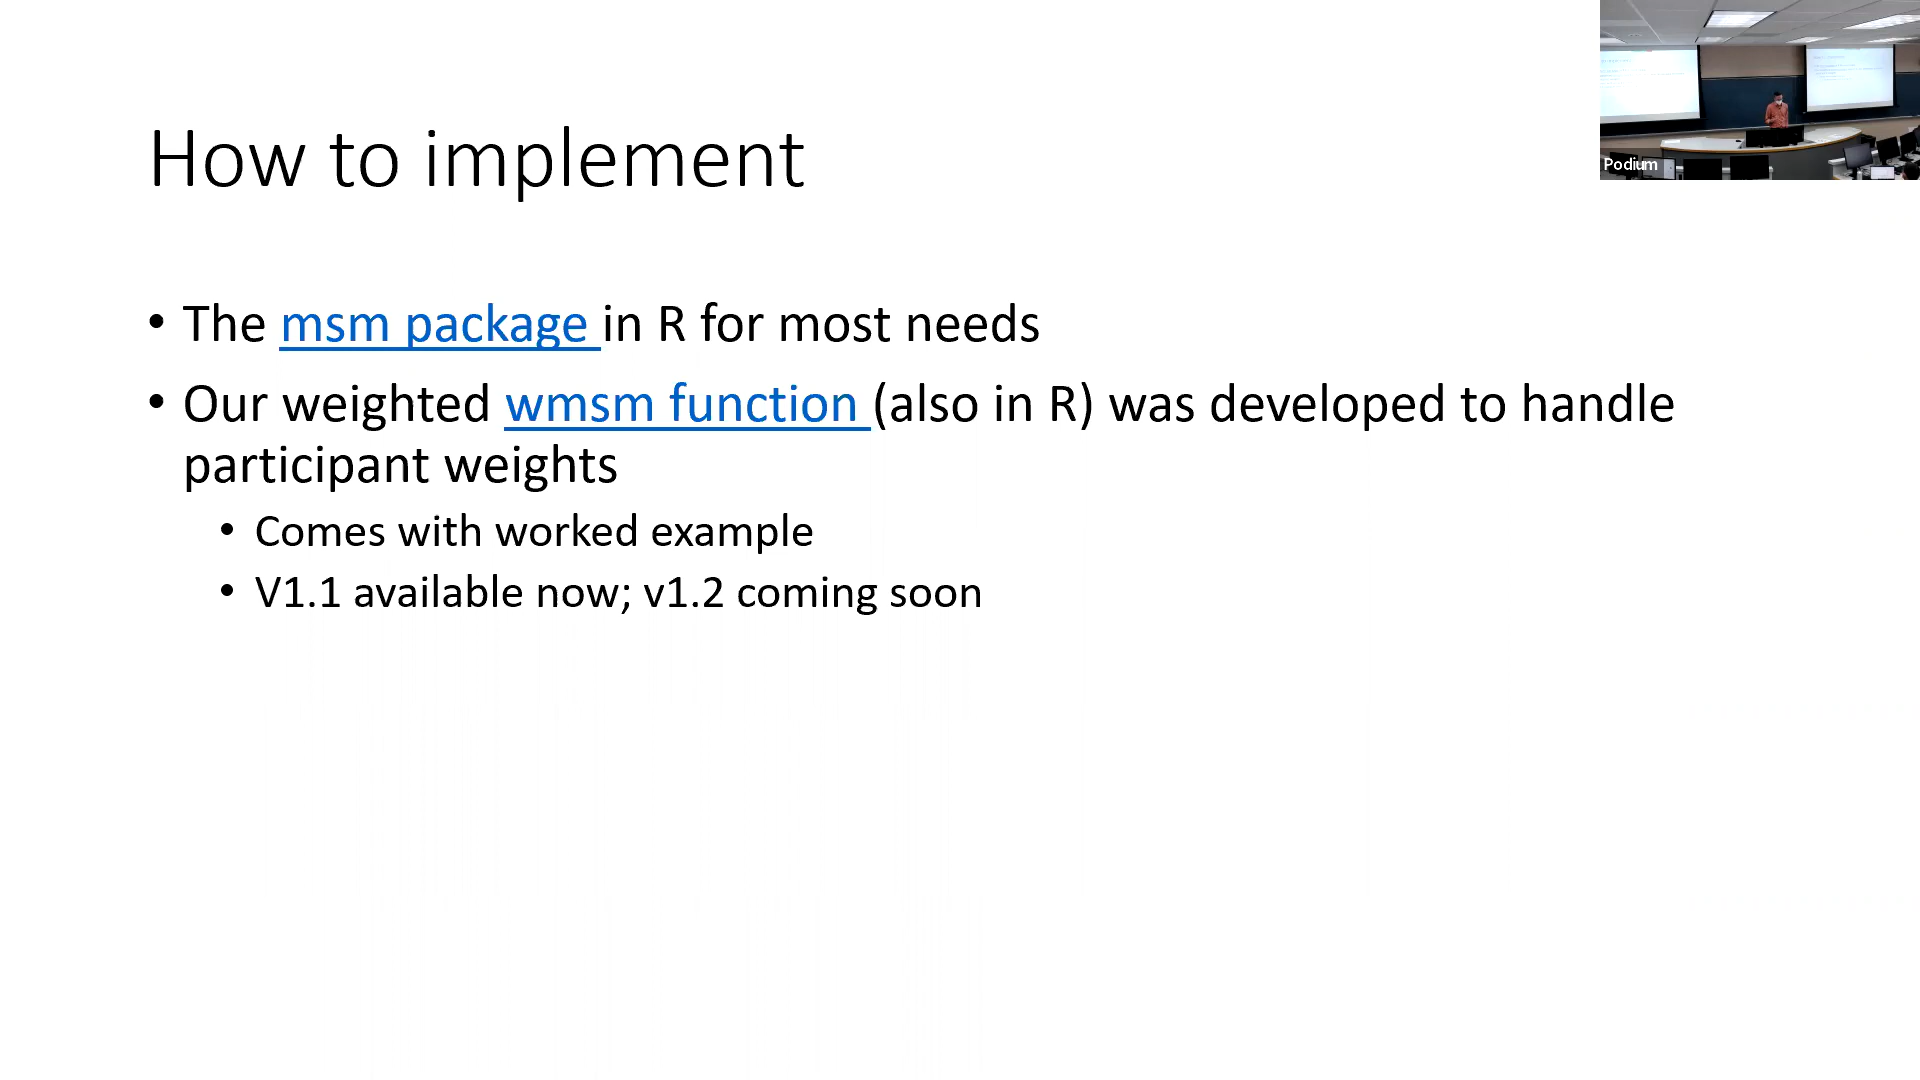 How to implement
• The msm package in R for most needs
• Our weighted wmsm function (also in R) was developed to handle
participant weights
• Comes with worked example
• V1.1 available now; v1.2 coming soon
Podium